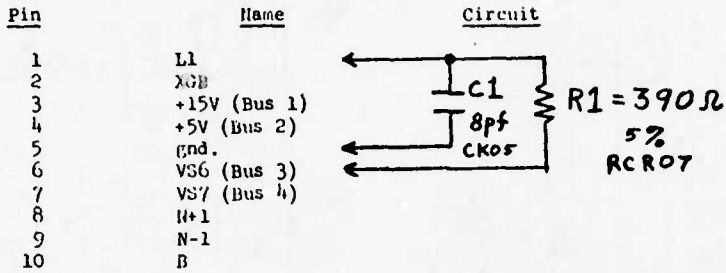 Pin Name Circuit
1 L1
2
3 +15V (Bus 1)
4 +5V (Bus 2)
5 gnd.
6 VS6 (Bus 3)
7 VS7 (Bus 4)
8 N+1
9 N-1
10 B
C1
8pf
CK05
R1 = 390Ω
5%
RCR07